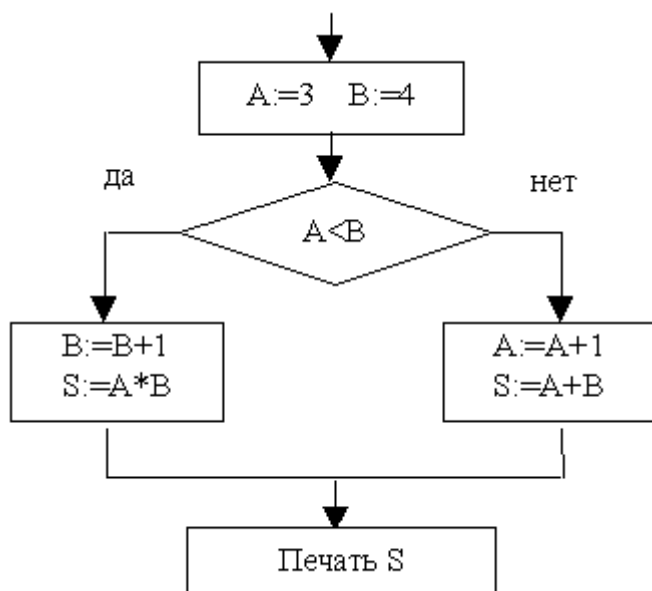 A:=3 B:=4
да
нет
A<B
B:=B+1
S:=A*B
A:=A+1
S:=A+B
Печать S